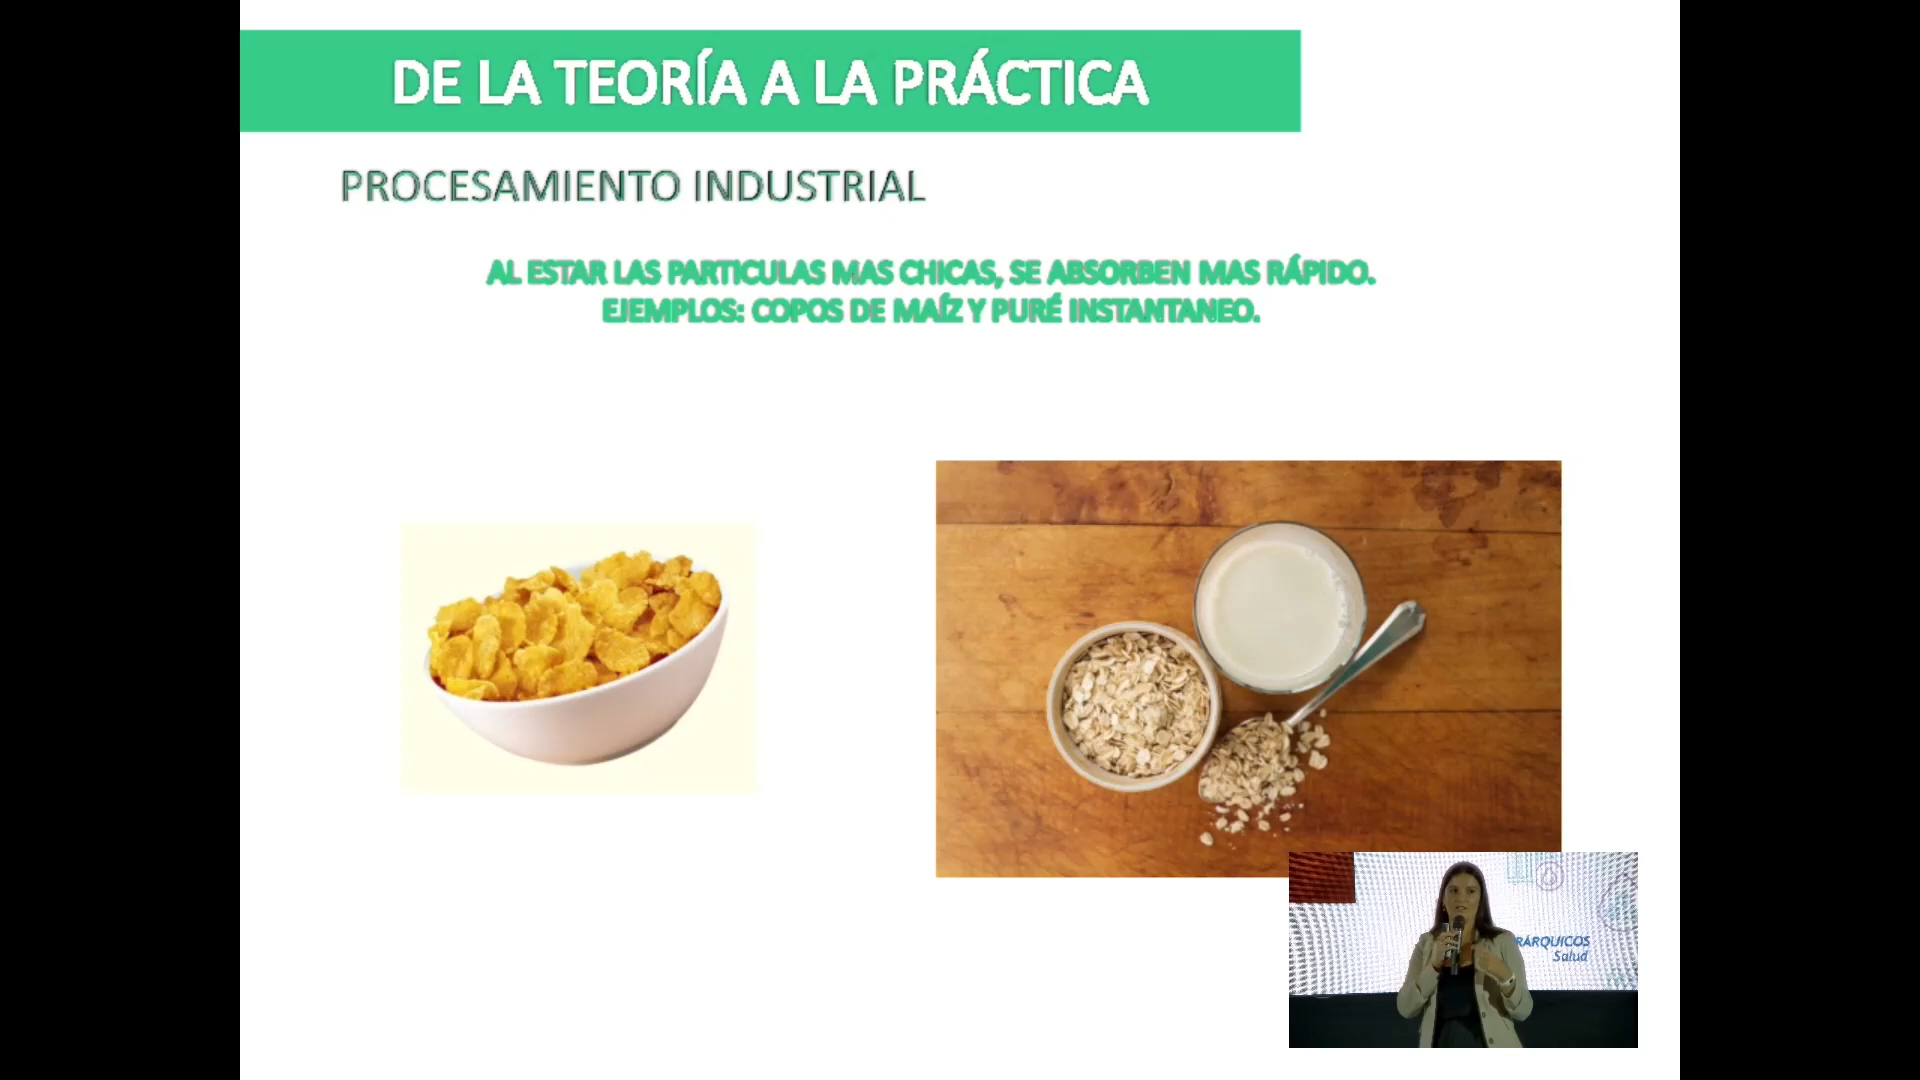 DE LA TEORÍA A LA PRÁCTICA
PROCESAMIENTO INDUSTRIAL
AL ESTAR LAS PARTICULAS MAS CHICAS, SE ABSORBEN MAS RÁPIDO.
EJEMPLOS: COPOS DE MAÍZ Y PURÉ INSTANTANEO.
RÁRQUICOS
Salud